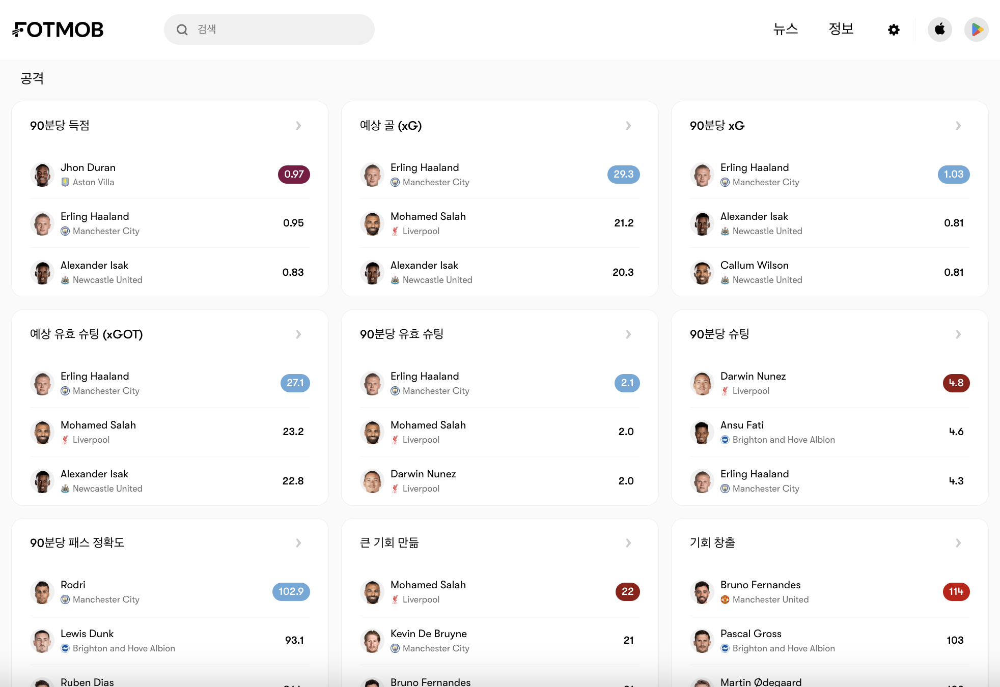 FOTMOB
검색
뉴스
정보
공격
90분당 득점
Jhon Duran
Aston Villa
0.97
Erling Haaland
Manchester City
0.95
Alexander Isak
Newcastle United
0.83
예상 골 (xG)
Erling Haaland
Manchester City
29.3
Mohamed Salah
Liverpool
21.2
Alexander Isak
Newcastle United
20.3
90분당 xG
Erling Haaland
Manchester City
1.03
Alexander Isak
Newcastle United
0.81
Callum Wilson
Newcastle United
0.81
예상 유효 슈팅 (xGOT)
Erling Haaland
Manchester City
27.1
Mohamed Salah
Liverpool
23.2
Alexander Isak
Newcastle United
22.8
90분당 유효 슈팅
Erling Haaland
Manchester City
2.1
Mohamed Salah
Liverpool
2.0
Darwin Nunez
Liverpool
2.0
90분당 슈팅
Darwin Nunez
Liverpool
4.8
Ansu Fati
Brighton and Hove Albion
4.6
Erling Haaland
Manchester City
4.3
90분당 패스 정확도
Rodri
Manchester City
102.9
Lewis Dunk
Brighton and Hove Albion
93.1
Ruben Dias
큰 기회 만듦
Mohamed Salah
Liverpool
22
Kevin De Bruyne
Manchester City
21
Bruno Fernandes
기회 창출
Bruno Fernandes
Manchester United
114
Pascal Gross
Brighton and Hove Albion
103
Martin Ødegaard